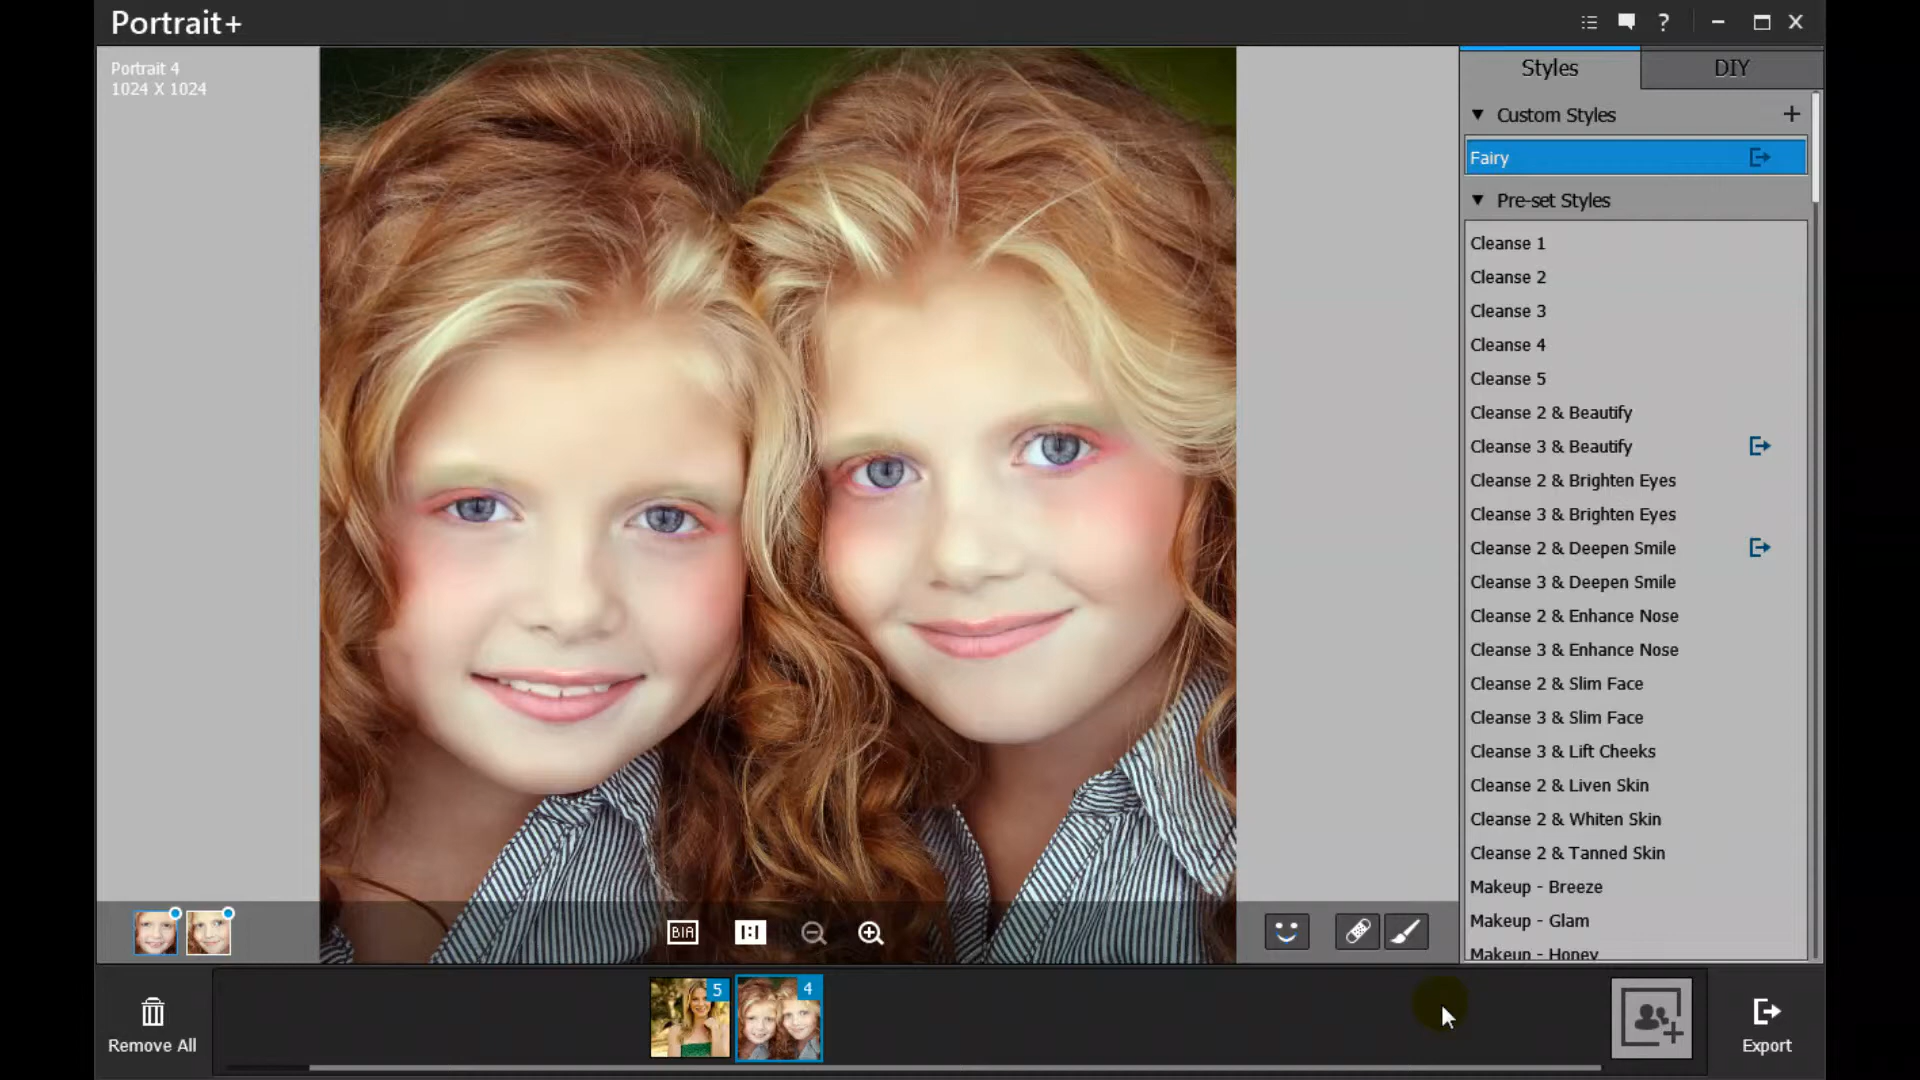 Portrait+
?
Portrait 4
1024 X 1024
Styles
DIY
Custom Styles
Fairy
Pre-set Styles
Cleanse 1
Cleanse 2
Cleanse 3
Cleanse 4
Cleanse 5
Cleanse 2 & Beautify
Cleanse 3 & Beautify
Cleanse 2 & Brighten Eyes
Cleanse 3 & Brighten Eyes
Cleanse 2 & Deepen Smile
Cleanse 3 & Deepen Smile
Cleanse 2 & Enhance Nose
Cleanse 3 & Enhance Nose
Cleanse 2 & Slim Face
Cleanse 3 & Slim Face
Cleanse 3 & Lift Cheeks
Cleanse 2 & Liven Skin
Cleanse 2 & Whiten Skin
Cleanse 2 & Tanned Skin
Makeup - Breeze
Makeup - Glam
Makeup - Honey
B|A
1:1
5
4
Remove All
Export